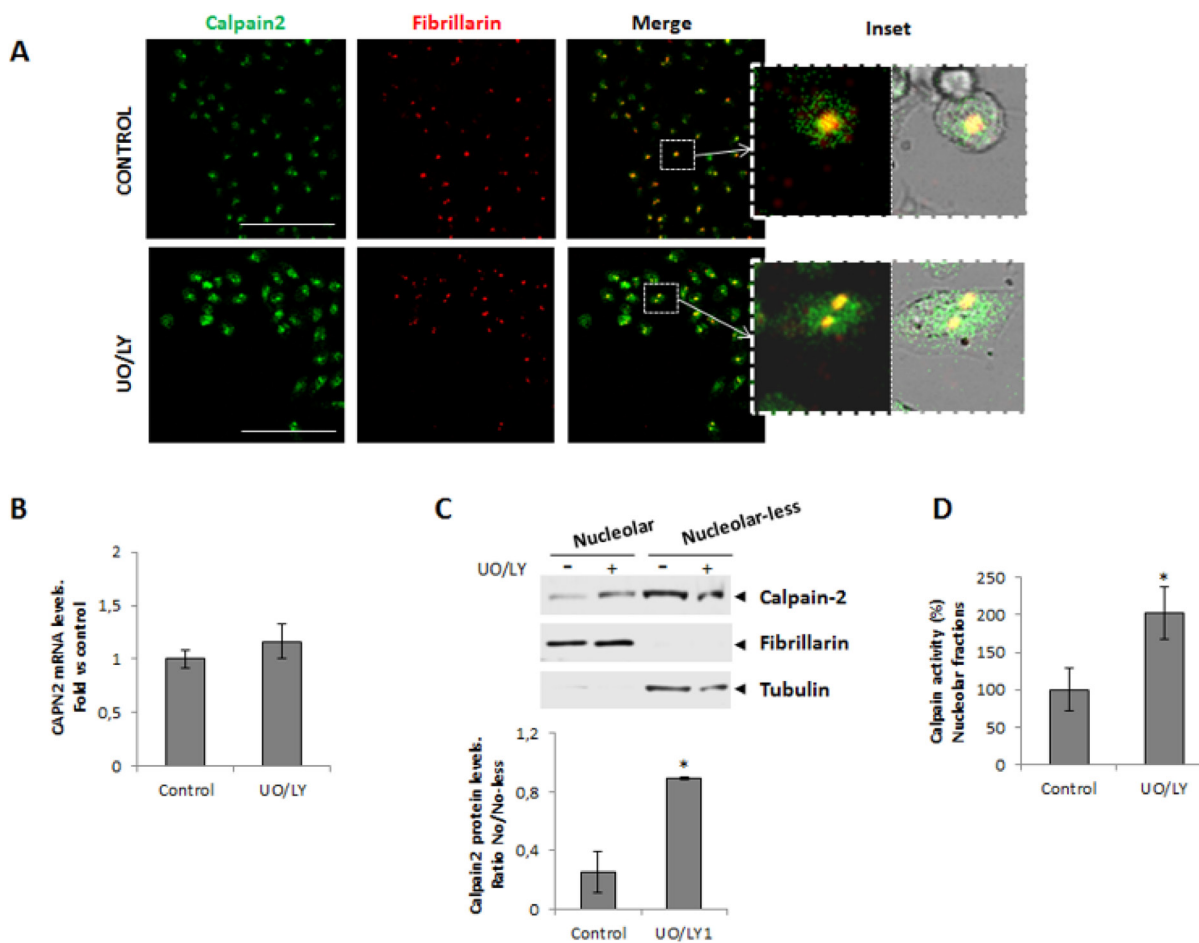 Calpain2 Fibrillarin Merge Inset
A
CONTROL
UO/LY
B
CAPN2 mRNA levels.
Fold vs control
2
1,5
1
0,5
0
Control UO/LY
C
Nucleolar Nucleolar-less
UO/LY - + - +
Calpain-2
Fibrillarin
Tubulin
Calpain2 protein levels.
Ratio No/No-less
1,2
0,8
0,4
0
*
Control UO/LY1
D
Calpain activity (%)
Nucleolar fractions
250
200
150
100
50
0
*
Control UO/LY